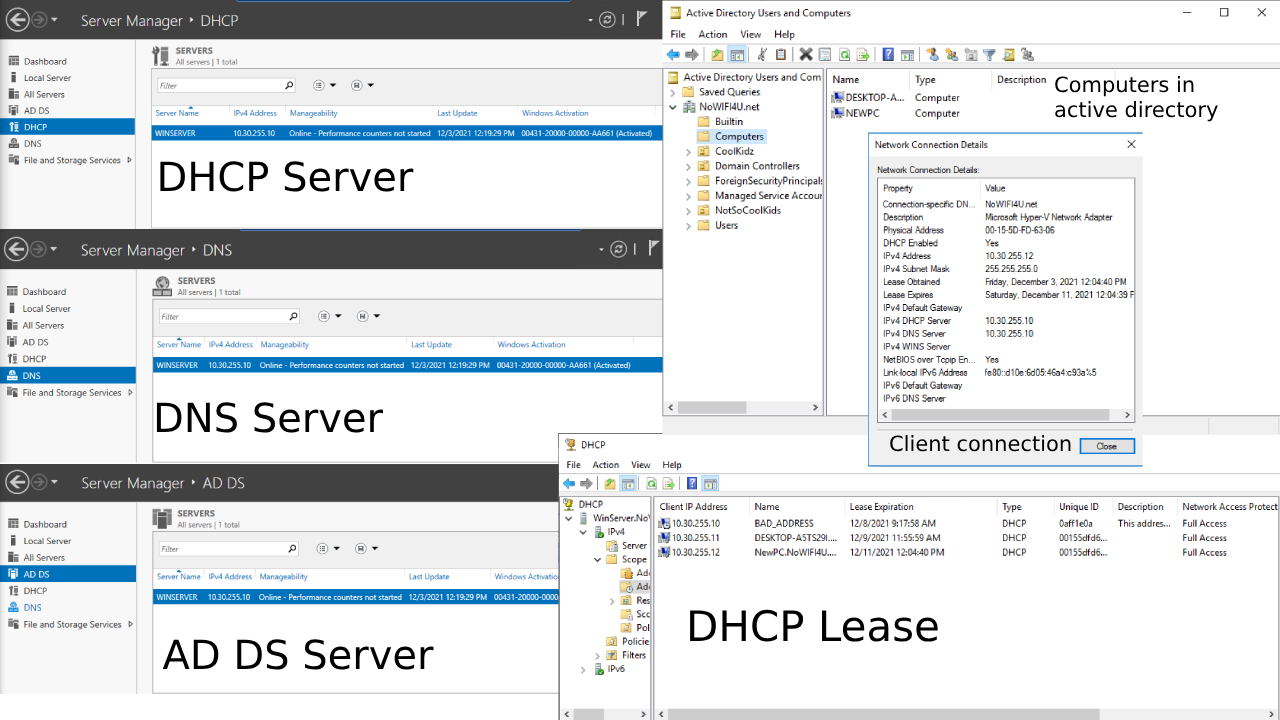 Server Manager ‣ DHCP
Dashboard
Local Server
All Servers
AD DS
DHCP
DNS
File and Storage Services
SERVERS
All servers | 1 total
Filter
Server Name IPv4 Address Manageability Last Update Windows Activation
WINSERVER 10.30.255.10 Online - Performance counters not started 12/3/2021 12:19:29 PM 00431-20000-00000-AA661 (Activated)
DHCP Server
Server Manager ‣ DNS
Dashboard
Local Server
All Servers
AD DS
DHCP
DNS
File and Storage Services
SERVERS
All servers | 1 total
Filter
Server Name IPv4 Address Manageability Last Update Windows Activation
WINSERVER 10.30.255.10 Online - Performance counters not started 12/3/2021 12:19:29 PM 00431-20000-00000-AA661 (Activated)
DNS Server
Server Manager ‣ AD DS
Dashboard
Local Server
All Servers
AD DS
DHCP
DNS
File and Storage Services
SERVERS
All servers | 1 total
Filter
Server Name IPv4 Address Manageability Last Update Windows Activatio
WINSERVER 10.30.255.10 Online - Performance counters not started 12/3/2021 12:19:29 PM 00431-20000-000
AD DS Server
Active Directory Users and Computers
File Action View Help
Active Directory Users and Com
Saved Queries
NoWIFI4U.net
Builtin
Computers
CoolKidz
Domain Controllers
ForeignSecurityPrincipals
Managed Service Accour
NotSoCoolKids
Users
Name Type Description
DESKTOP-A... Computer
NEWPC Computer
Computers in
active directory
Network Connection Details
Network Connection Details:
Property Value
Connection-specific DN... NoWIFI4U.net
Description Microsoft Hyper-V Network Adapter
Physical Address 00-15-5D-FD-63-06
DHCP Enabled Yes
IPv4 Address 10.30.255.12
IPv4 Subnet Mask 255.255.255.0
Lease Obtained Friday, December 3, 2021 12:04:40 PM
Lease Expires Saturday, December 11, 2021 12:04:39 P
IPv4 Default Gateway
IPv4 DHCP Server 10.30.255.10
IPv4 DNS Server 10.30.255.10
IPv4 WINS Server
NetBIOS over Tcpip En... Yes
Link-local IPv6 Address fe80::d10e:6d05:46a4:c93a%5
IPv6 Default Gateway
IPv6 DNS Server
Client connection
Close
DHCP
File Action View Help
DHCP
WinServer.NoV
IPv4
Server
Scope
Ad
Ad
Res
Sco
Pol
Policie
Filters
IPv6
Client IP Address Name Lease Expiration Type Unique ID Description Network Access Protect
10.30.255.10 BAD_ADDRESS 12/8/2021 9:17:58 AM DHCP 0aff1e0a This addres... Full Access
10.30.255.11 DESKTOP-A5TS29I.... 12/9/2021 11:55:59 AM DHCP 00155dfd6... Full Access
10.30.255.12 NewPC.NoWIFI4U.... 12/11/2021 12:04:40 PM DHCP 00155dfd6... Full Access
DHCP Lease